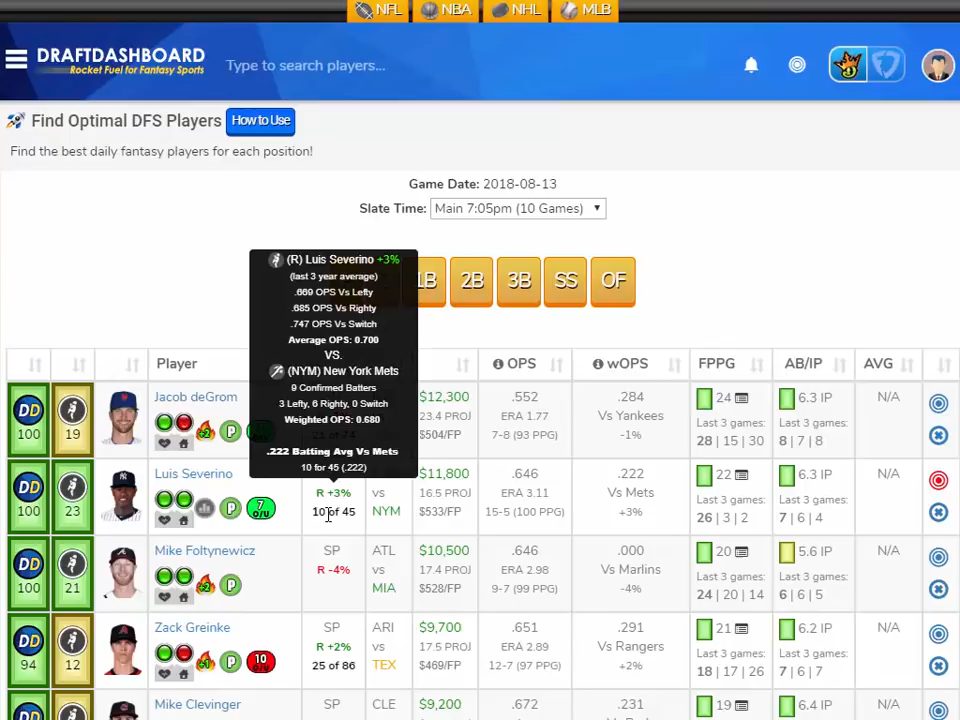 NFL NBA NHL MLB
DRAFTDASHBOARD
Rocket Fuel for Fantasy Sports
Type to search players...
Find Optimal DFS Players How to Use
Find the best daily fantasy players for each position!
Game Date: 2018-08-13
Slate Time: Main 7:05pm (10 Games)
1B 2B 3B SS OF
(R) Luis Severino +3%
(last 3 year average)
.669 OPS Vs Lefty
.685 OPS Vs Righty
.747 OPS Vs Switch
Average OPS: 0.700
VS.
(NYM) New York Mets
9 Confirmed Batters
3 Lefty, 6 Righty, 0 Switch
Weighted OPS: 0.680
.222 Batting Avg Vs Mets
10 for 45 (.222)
Player OPS wOPS FPPG AB/IP AVG
DD 100 19 Jacob deGrom +2 P $12,300 .552 .284 24 6.3 IP N/A
23.4 PROJ ERA 1.77 Vs Yankees Last 3 games: Last 3 games:
$504/FP 7-8 (93 PPG) -1% 28 | 15 | 30 8 | 7 | 8
DD 100 23 Luis Severino P 7 O/U $11,800 .646 .222 22 6.3 IP N/A
R +3% vs 16.5 PROJ ERA 3.11 Vs Mets Last 3 games: Last 3 games:
10 of 45 NYM $533/FP 15-5 (100 PPG) +3% 26 | 3 | 2 7 | 6 | 4
DD 100 21 Mike Foltynewicz +2 P SP ATL $10,500 .646 .000 20 5.6 IP N/A
R -4% vs 17.4 PROJ ERA 2.98 Vs Marlins Last 3 games: Last 3 games:
MIA $528/FP 9-7 (99 PPG) -4% 24 | 20 | 14 6 | 6 | 5
DD 94 12 Zack Greinke +1 P 10 O/U SP ARI $9,700 .651 .291 21 6.2 IP N/A
R +2% vs 17.5 PROJ ERA 2.89 Vs Rangers Last 3 games: Last 3 games:
25 of 86 TEX $469/FP 12-7 (97 PPG) +2% 18 | 17 | 26 7 | 6 | 7
Mike Clevinger SP CLE $9,200 .672 .231 19 6.4 IP N/A